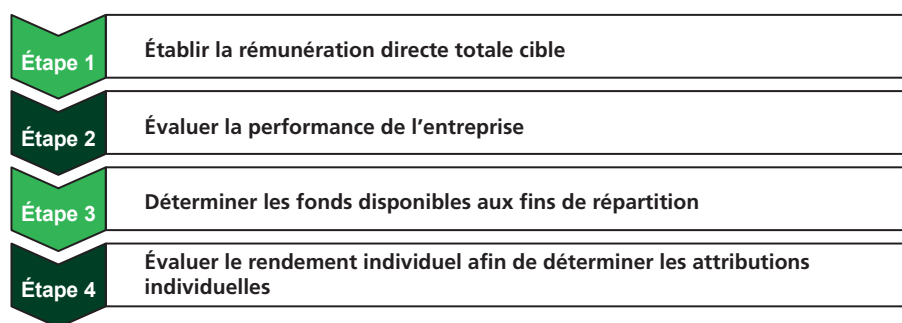 Étape 1
Établir la rémunération directe totale cible
Étape 2
Évaluer la performance de l'entreprise
Étape 3
Déterminer les fonds disponibles aux fins de répartition
Étape 4
Évaluer le rendement individuel afin de déterminer les attributions
individuelles